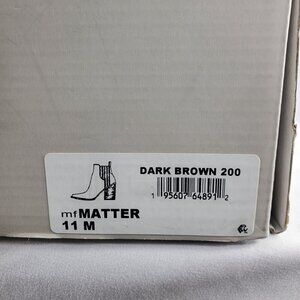 DARK BROWN 200
1 95607 64891 2
mfMATTER
11 M